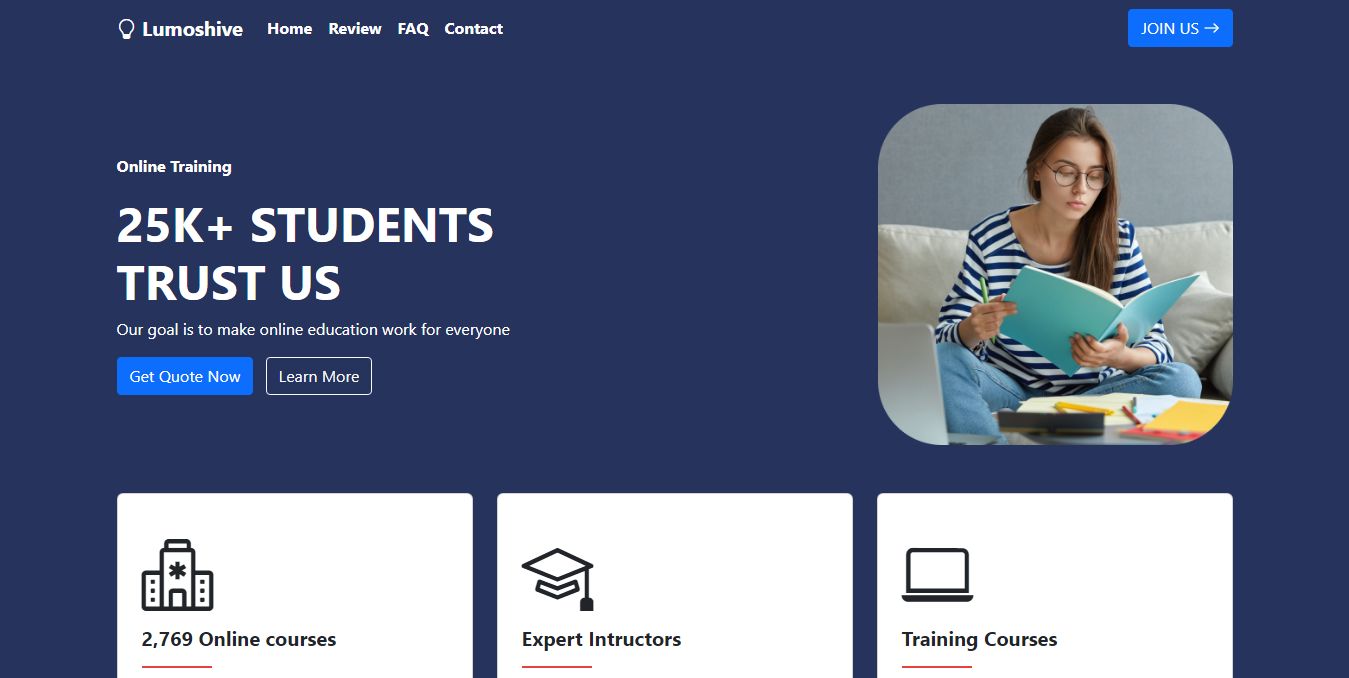 Lumoshive Home Review FAQ Contact JOIN US →
Online Training
25K+ STUDENTS
TRUST US
Our goal is to make online education work for everyone
Get Quote Now Learn More
2,769 Online courses Expert Intructors Training Courses